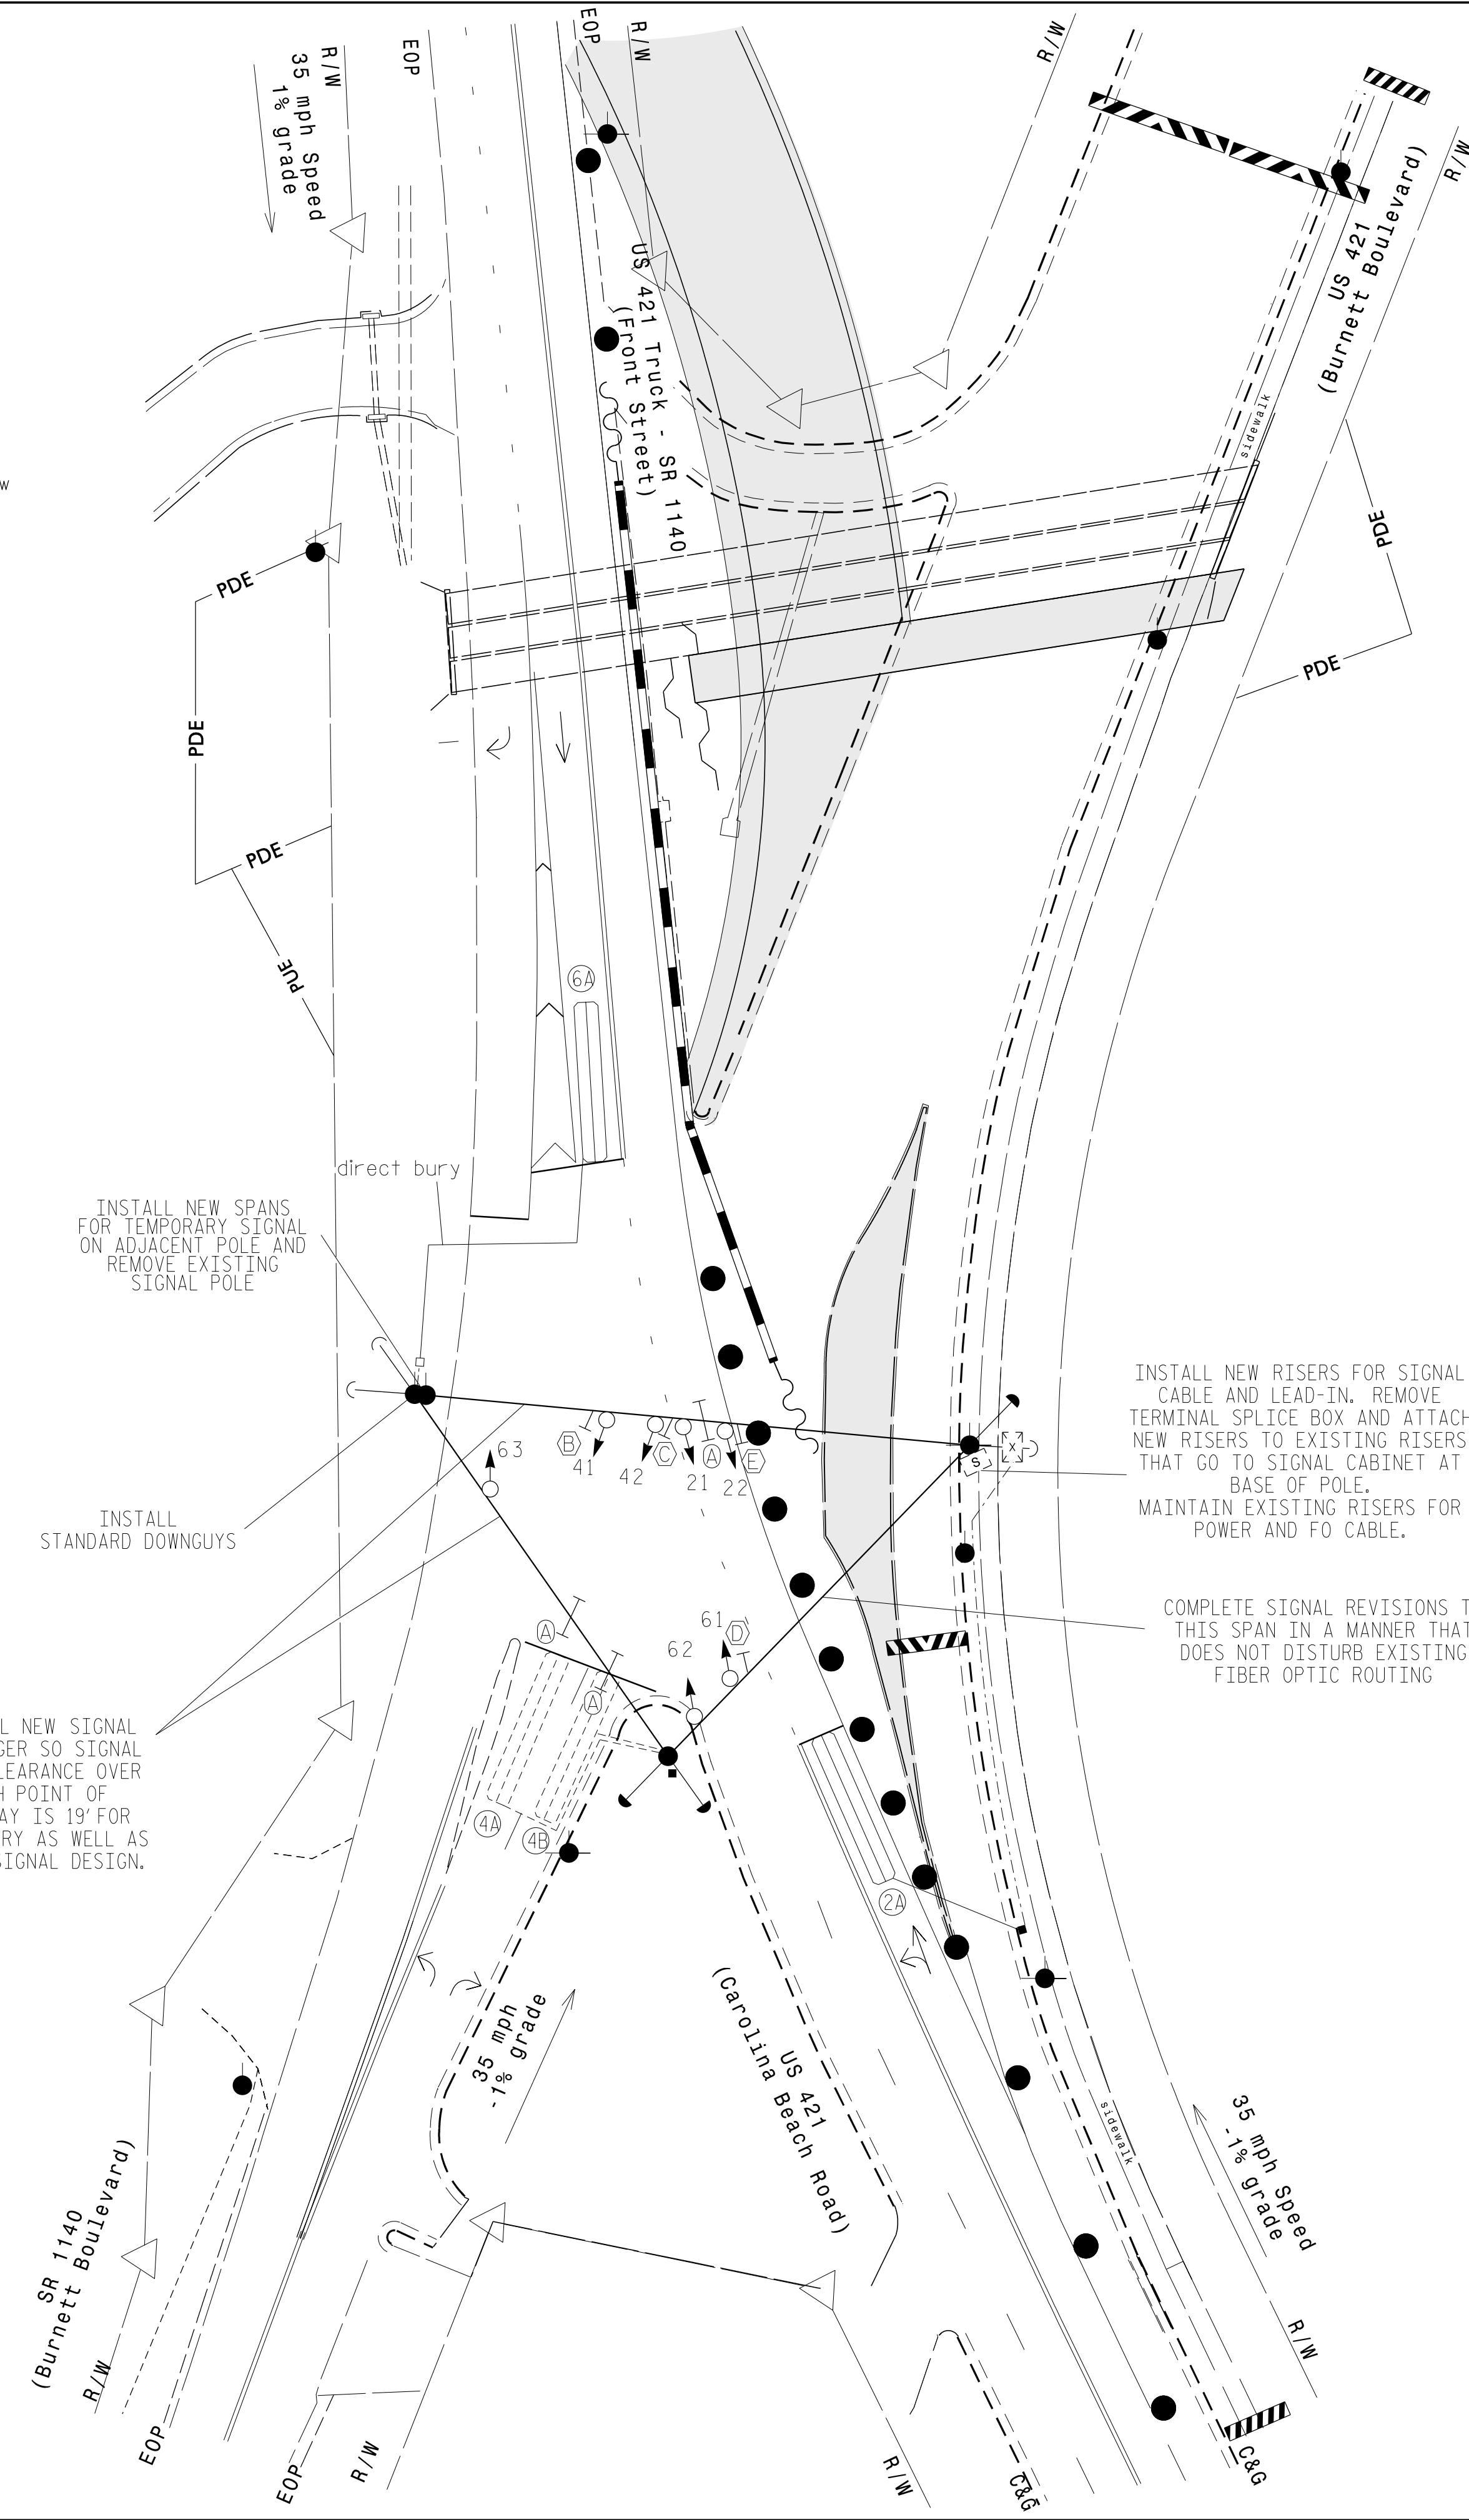 R/W
EOP
35 mph Speed
1% grade
EOP
R/W
R/W
R/W
US 421
(Burnett Boulevard)
sidewalk
US 421 Truck - SR 1140
(Front Street)
W
PDE
PDE
PDE
PUE
PDE
PDE
6A
direct bury
INSTALL NEW SPANS
FOR TEMPORARY SIGNAL
ON ADJACENT POLE AND
REMOVE EXISTING
SIGNAL POLE
INSTALL NEW RISERS FOR SIGNAL
CABLE AND LEAD-IN. REMOVE
TERMINAL SPLICE BOX AND ATTACH
NEW RISERS TO EXISTING RISERS
THAT GO TO SIGNAL CABINET AT
BASE OF POLE.
MAINTAIN EXISTING RISERS FOR
POWER AND FO CABLE.
B
41
42
C
21
A
22
E
63
S
X
INSTALL
STANDARD DOWNGUYS
COMPLETE SIGNAL REVISIONS T
THIS SPAN IN A MANNER THAT
DOES NOT DISTURB EXISTING
FIBER OPTIC ROUTING
A
A
61
D
62
L NEW SIGNAL
GER SO SIGNAL
LEARANCE OVER
H POINT OF
AY IS 19' FOR
RY AS WELL AS
SIGNAL DESIGN.
4A
4B
2A
35 mph
-1% grade
US 421
(Carolina Beach Road)
sidewalk
35 mph Speed
-1% grade
SR 1140
(Burnett Boulevard)
R/W
EOP
EOP
R/W
R/W
C&G
C&G
R/W